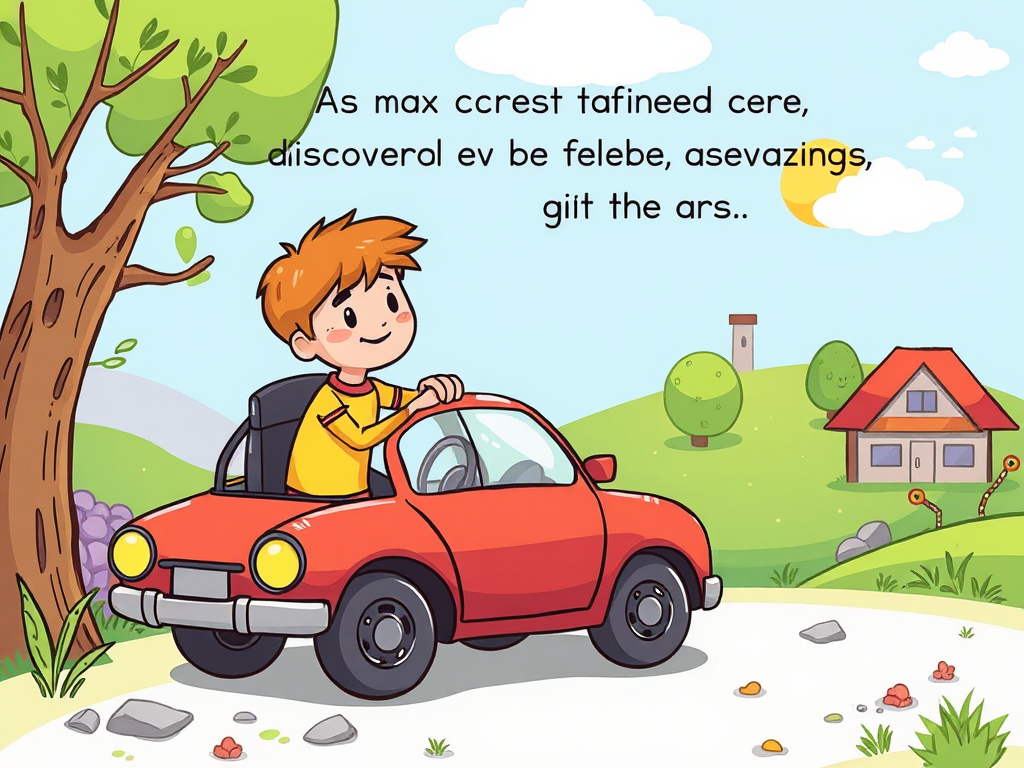 As max ccrest tafineed cere,
diiscoverol ev be felebe, asevazings,
giit the ars..